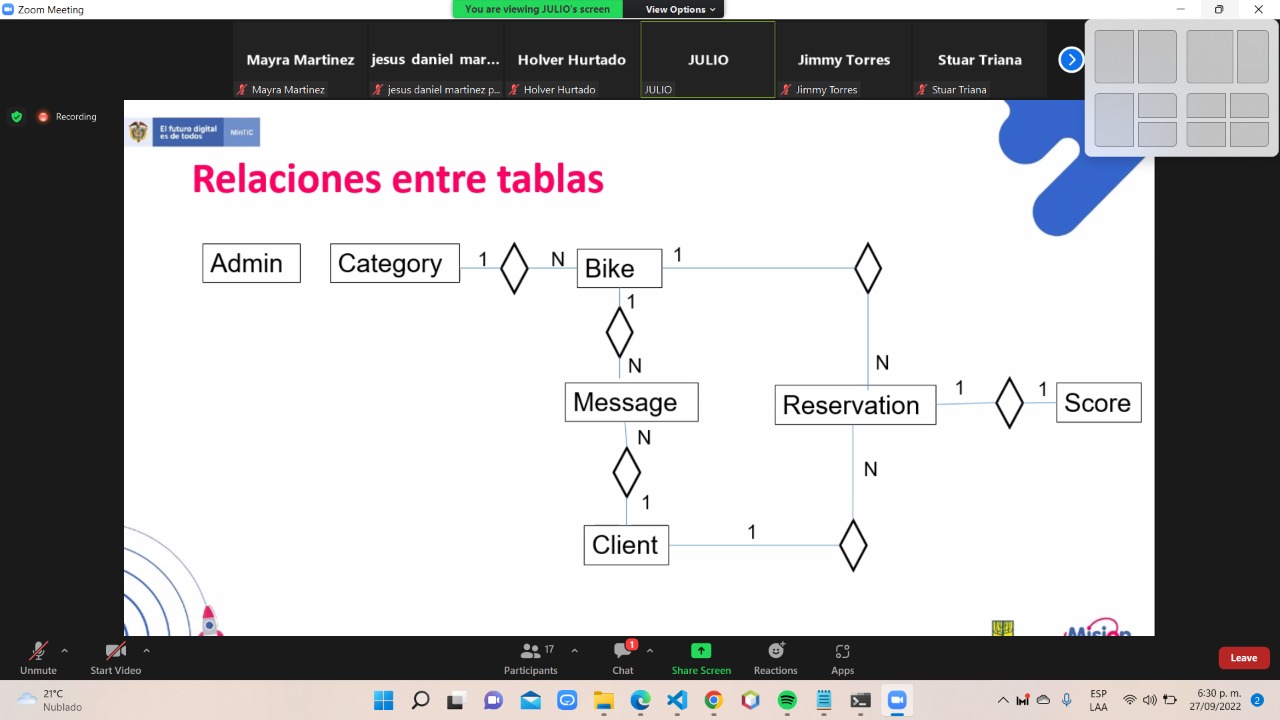 Zoom Meeting
You are viewing JULIO's screen
View Options
Mayra Martinez
jesus daniel mar...
Holver Hurtado
JULIO
Jimmy Torres
Stuar Triana
Mayra Martinez
jesus daniel martinez p...
Holver Hurtado
JULIO
Jimmy Torres
Stuar Triana
Recording
El futuro digital
es de todos
MinTIC
Relaciones entre tablas
Admin
Category
1
N
Bike
1
1
N
N
Message
Reservation
1
1
Score
N
N
1
Client
1
Mision
Unmute
Start Video
Participants
17
Chat
1
Share Screen
Reactions
Apps
Leave
21°C
Nublado
ESP
LAA
6:30 p. m.
27/09/2022
2